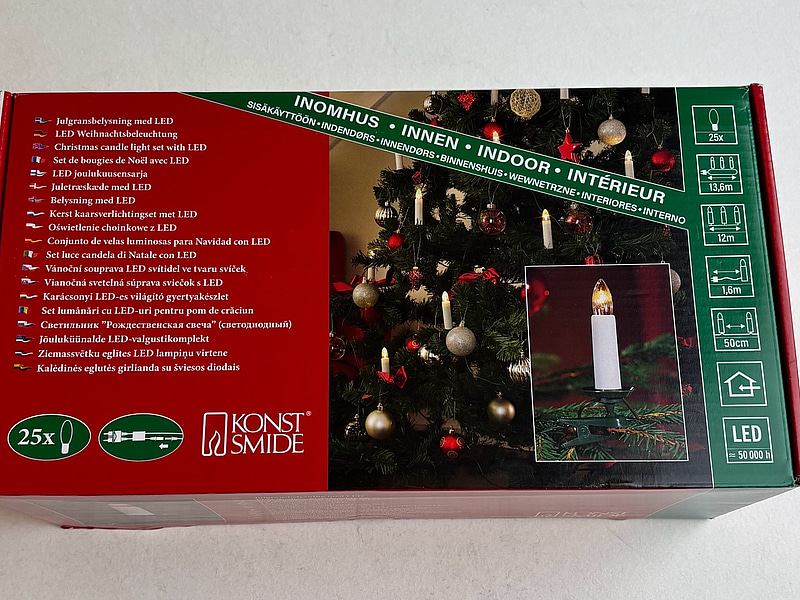 INOMHUS • INNEN • INDOOR • INTÉRIEUR
SISÄKÄYTTÖÖN • INDENDØRS • INNENDØRS • BINNENSHUIS • WEWNETRZNE • INTERIORES • INTERNO
Julgransbelysning med LED
LED Weihnachtsbeleuchtung
Christmas candle light set with LED
Set de bougies de Noël avec LED
LED joulukuusensarja
Juletræskæde med LED
Belysning med LED
Kerst kaarsverlichtingset met LED
Oświetlenie choinkowe z LED
Conjunto de velas luminosas para Navidad con LED
Set luce candela di Natale con LED
Vánoční souprava LED svítidel ve tvaru svíček
Vianočná svetelná súprava sviečok s LED
Karácsonyi LED-es világító gyertyakészlet
Set lumânări cu LED-uri pentru pom de crăciun
Светильник "Рождественская свеча" (светодиодный)
Jõuluküünalde LED-valgustikomplekt
Ziemassvētku eglītes LED lampiņu virtene
Kalėdinės eglutės girlianda su šviesos diodais
25x
KONST
SMIDE®
25x
13,6m
12m
1,6m
50cm
LED
≈ 50 000 h